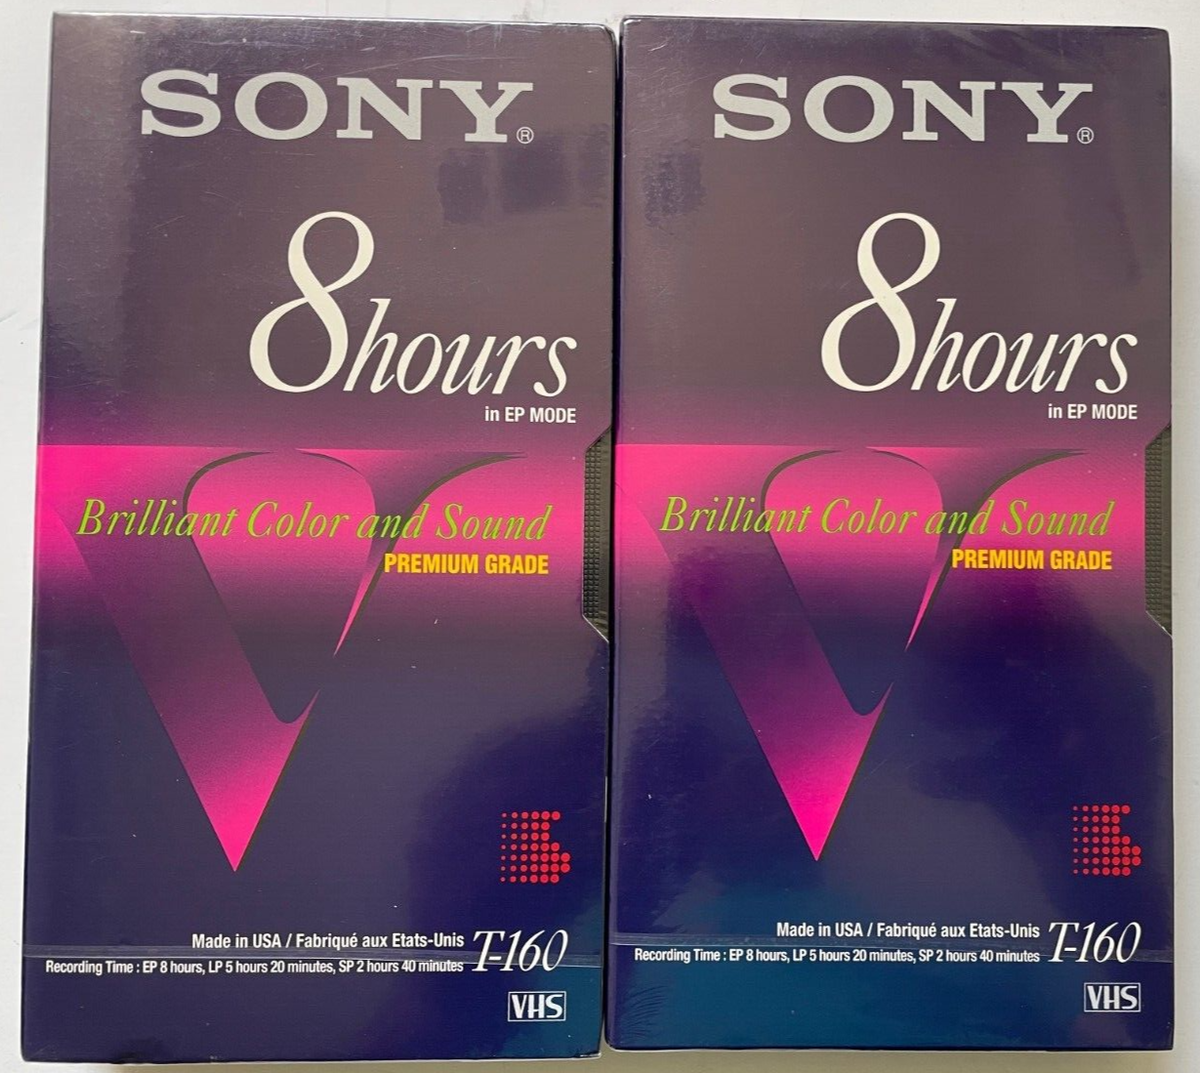 SONY®
8hours
in EP MODE
Brilliant Color and Sound
PREMIUM GRADE
Made in USA / Fabriqué aux Etats-Unis
T-160
Recording Time : EP 8 hours, LP 5 hours 20 minutes, SP 2 hours 40 minutes
VHS
SONY®
8hours
in EP MODE
Brilliant Color and Sound
PREMIUM GRADE
Made in USA / Fabriqué aux Etats-Unis
T-160
Recording Time : EP 8 hours, LP 5 hours 20 minutes, SP 2 hours 40 minutes
VHS